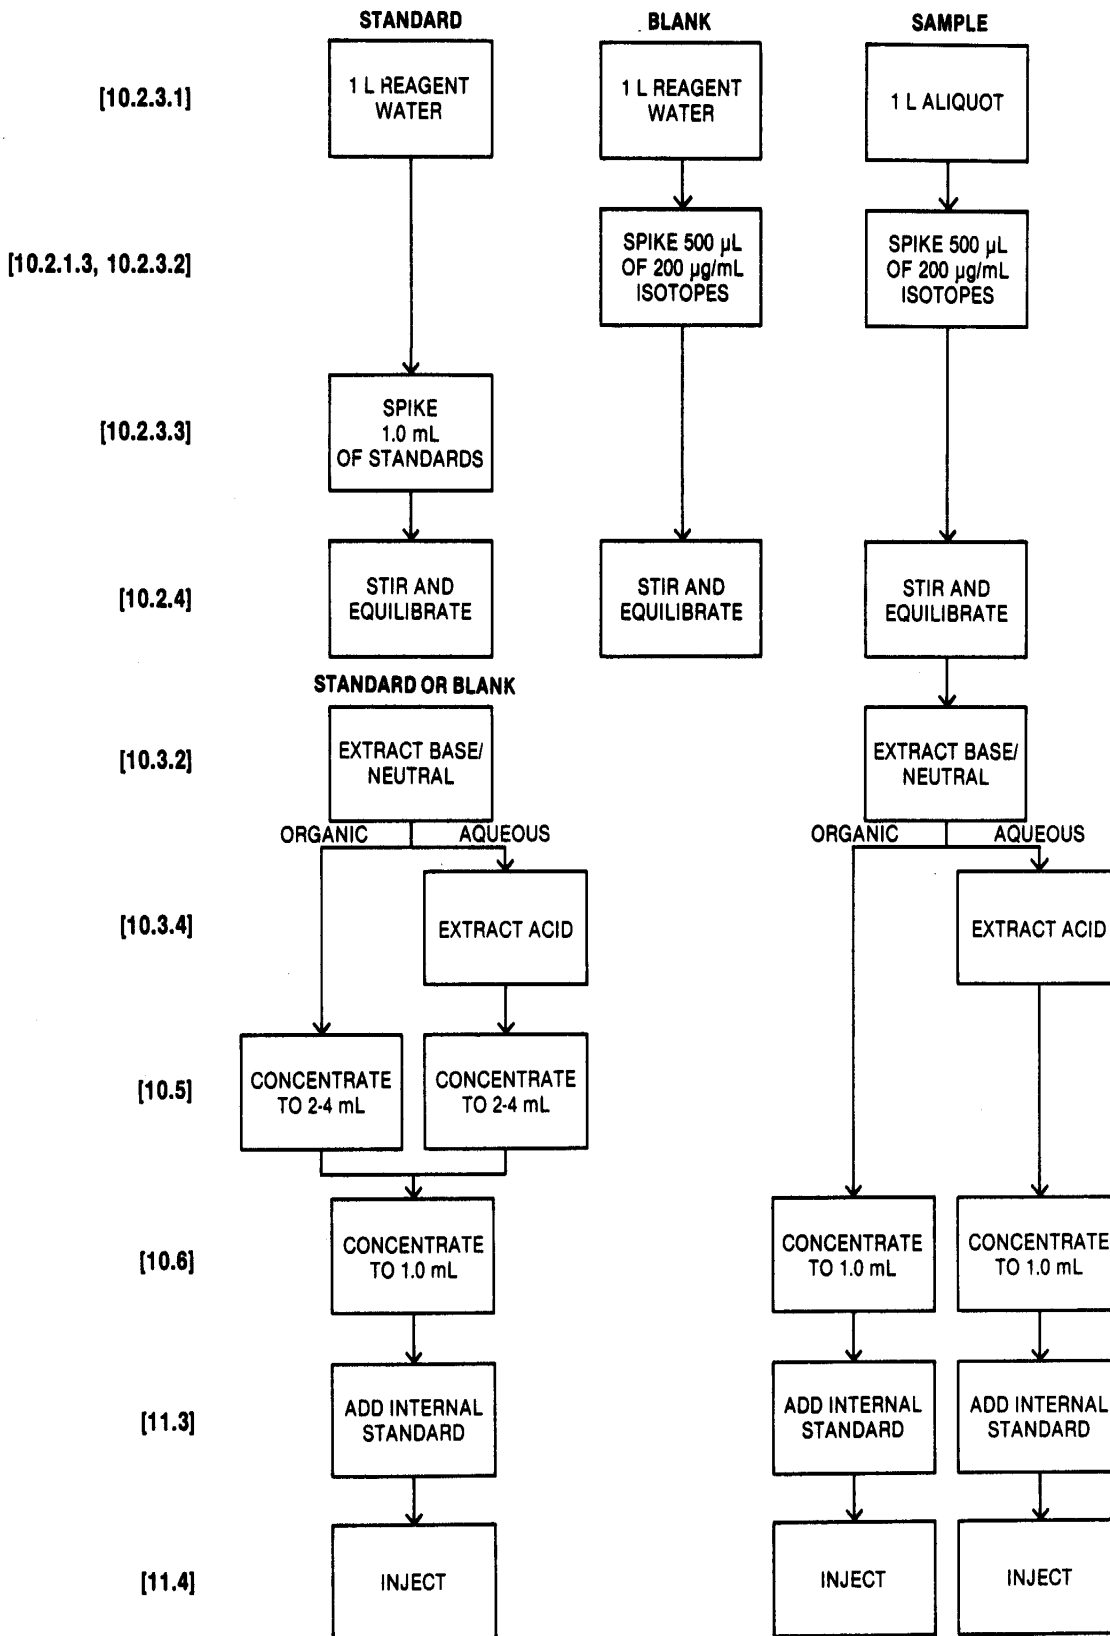 STANDARD
BLANK
SAMPLE
[10.2.3.1]
1 L REAGENT
WATER
1 L REAGENT
WATER
1 L ALIQUOT
[10.2.1.3, 10.2.3.2]
SPIKE 500 µL
OF 200 µg/mL
ISOTOPES
SPIKE 500 µL
OF 200 µg/mL
ISOTOPES
[10.2.3.3]
SPIKE
1.0 mL
OF STANDARDS
[10.2.4]
STIR AND
EQUILIBRATE
STIR AND
EQUILIBRATE
STIR AND
EQUILIBRATE
STANDARD OR BLANK
[10.3.2]
EXTRACT BASE/
NEUTRAL
EXTRACT BASE/
NEUTRAL
ORGANIC
AQUEOUS
ORGANIC
AQUEOUS
[10.3.4]
EXTRACT ACID
EXTRACT ACID
[10.5]
CONCENTRATE
TO 2-4 mL
CONCENTRATE
TO 2-4 mL
[10.6]
CONCENTRATE
TO 1.0 mL
CONCENTRATE
TO 1.0 mL
CONCENTRATE
TO 1.0 mL
[11.3]
ADD INTERNAL
STANDARD
ADD INTERNAL
STANDARD
ADD INTERNAL
STANDARD
[11.4]
INJECT
INJECT
INJECT